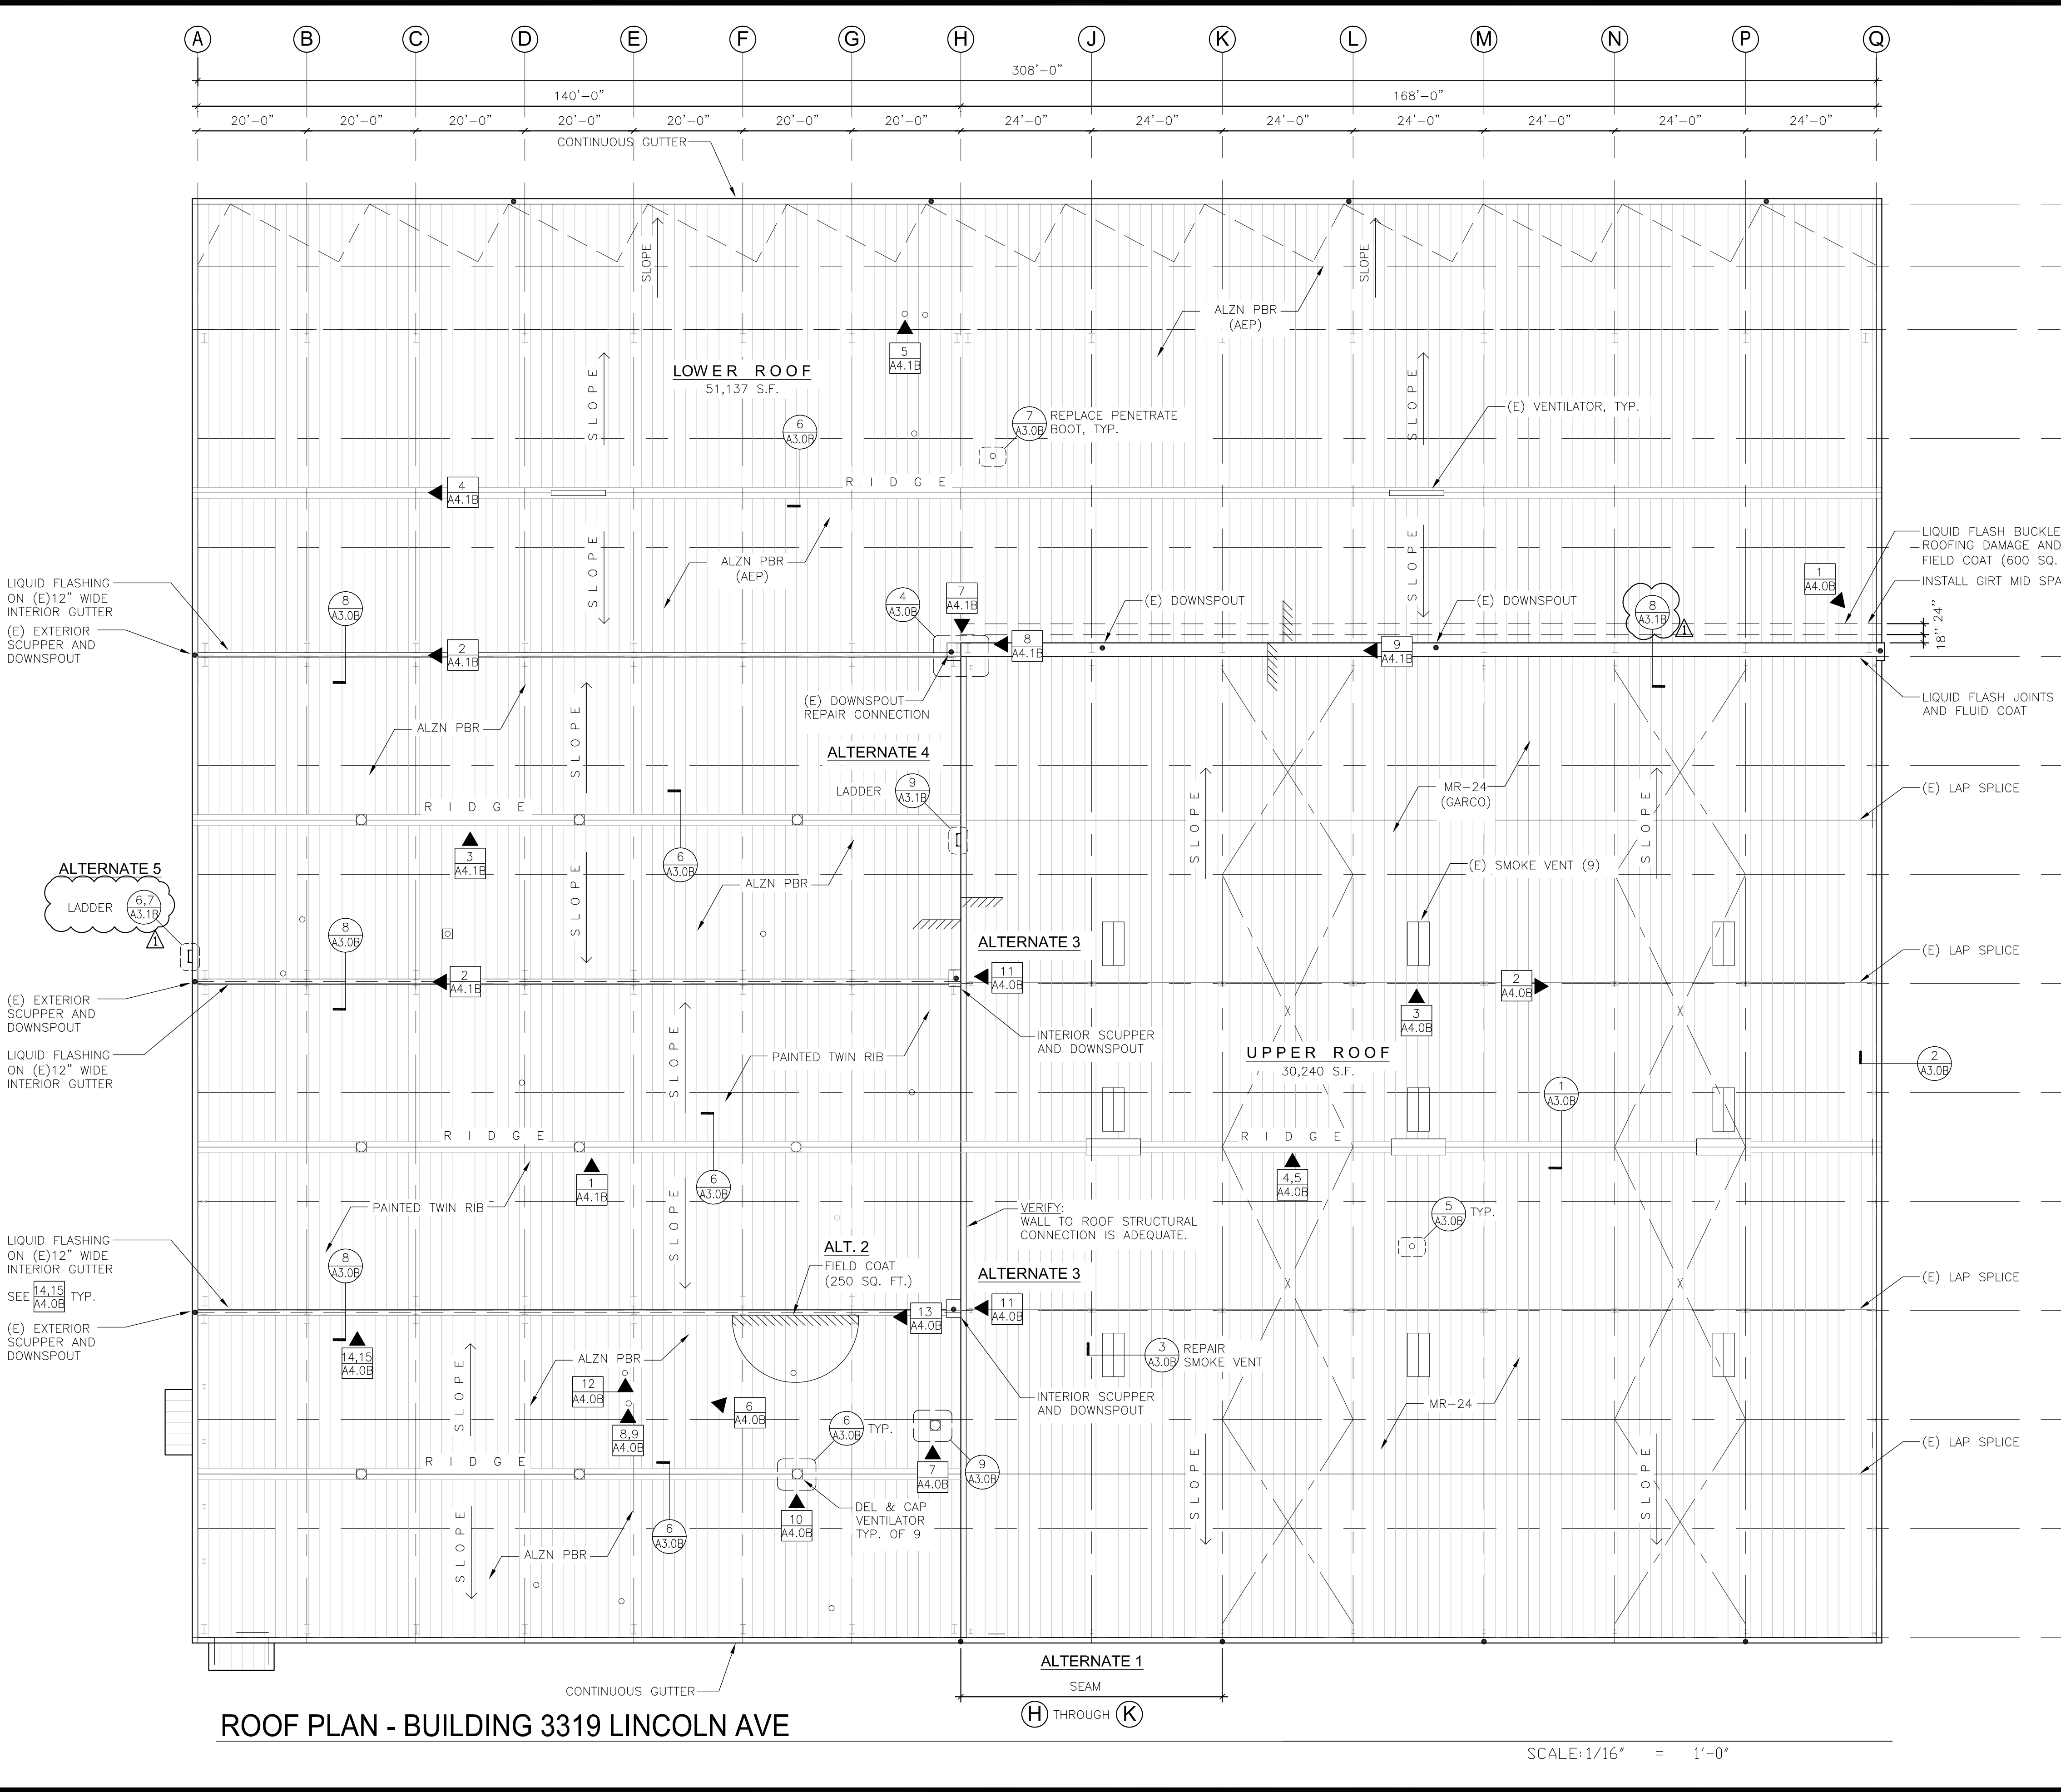 A B C D E F G H J K L M N P Q
308'-0"
140'-0" 168'-0"
20'-0" 20'-0" 20'-0" 20'-0" 20'-0" 20'-0" 20'-0" 24'-0" 24'-0" 24'-0" 24'-0" 24'-0" 24'-0" 24'-0"
CONTINUOUS GUTTER
SLOPE
SLOPE
ALZN PBR
(AEP)
5
A4.1B
LOWER ROOF
51,137 S.F.
SLOPE
SLOPE
(E) VENTILATOR, TYP.
7
A3.0B
REPLACE PENETRATE
BOOT, TYP.
6
A3.0B
4
A4.1B
RIDGE
SLOPE
SLOPE
ALZN PBR
(AEP)
LIQUID FLASH BUCKLE
ROOFING DAMAGE AND
FIELD COAT (600 SQ.
INSTALL GIRT MID SPA
1
A4.0B
18" 24"
LIQUID FLASHING
ON (E)12" WIDE
INTERIOR GUTTER
(E) EXTERIOR
SCUPPER AND
DOWNSPOUT
8
A3.0B
4
A3.0B
7
A4.1B
(E) DOWNSPOUT
(E) DOWNSPOUT
8
A3.1B
1
2
A4.1B
8
A4.1B
9
A4.1B
(E) DOWNSPOUT
REPAIR CONNECTION
LIQUID FLASH JOINTS
AND FLUID COAT
ALZN PBR
SLOPE
ALTERNATE 4
LADDER
9
A3.1B
MR-24
(GARCO)
SLOPE
SLOPE
(E) LAP SPLICE
RIDGE
3
A4.1B
6
A3.0B
SLOPE
ALZN PBR
(E) SMOKE VENT (9)
ALTERNATE 5
LADDER
6,7
A3.1B
1
8
A3.0B
ALTERNATE 3
11
A4.0B
2
A4.0B
(E) LAP SPLICE
2
A4.1B
3
A4.0B
(E) EXTERIOR
SCUPPER AND
DOWNSPOUT
LIQUID FLASHING
ON (E)12" WIDE
INTERIOR GUTTER
SLOPE
PAINTED TWIN RIB
INTERIOR SCUPPER
AND DOWNSPOUT
UPPER ROOF
30,240 S.F.
2
A3.0B
1
A3.0B
RIDGE
RIDGE
1
A4.1B
6
A3.0B
4,5
A4.0B
PAINTED TWIN RIB
SLOPE
VERIFY:
WALL TO ROOF STRUCTURAL
CONNECTION IS ADEQUATE.
5
A3.0B
TYP.
LIQUID FLASHING
ON (E)12" WIDE
INTERIOR GUTTER
SEE 14,15
A4.0B
TYP.
8
A3.0B
ALT. 2
FIELD COAT
(250 SQ. FT.)
ALTERNATE 3
11
A4.0B
(E) LAP SPLICE
13
A4.0B
(E) EXTERIOR
SCUPPER AND
DOWNSPOUT
14,15
A4.0B
SLOPE
ALZN PBR
12
A4.0B
3
A3.0B
REPAIR
SMOKE VENT
INTERIOR SCUPPER
AND DOWNSPOUT
MR-24
6
A4.0B
8,9
A4.0B
6
A3.0B
TYP.
7
A4.0B
9
A3.0B
SLOPE
SLOPE
(E) LAP SPLICE
RIDGE
DEL & CAP
VENTILATOR
TYP. OF 9
10
A4.0B
6
A3.0B
SLOPE
ALZN PBR
ALTERNATE 1
SEAM
H THROUGH K
CONTINUOUS GUTTER
ROOF PLAN - BUILDING 3319 LINCOLN AVE
SCALE:1/16" = 1'-0"